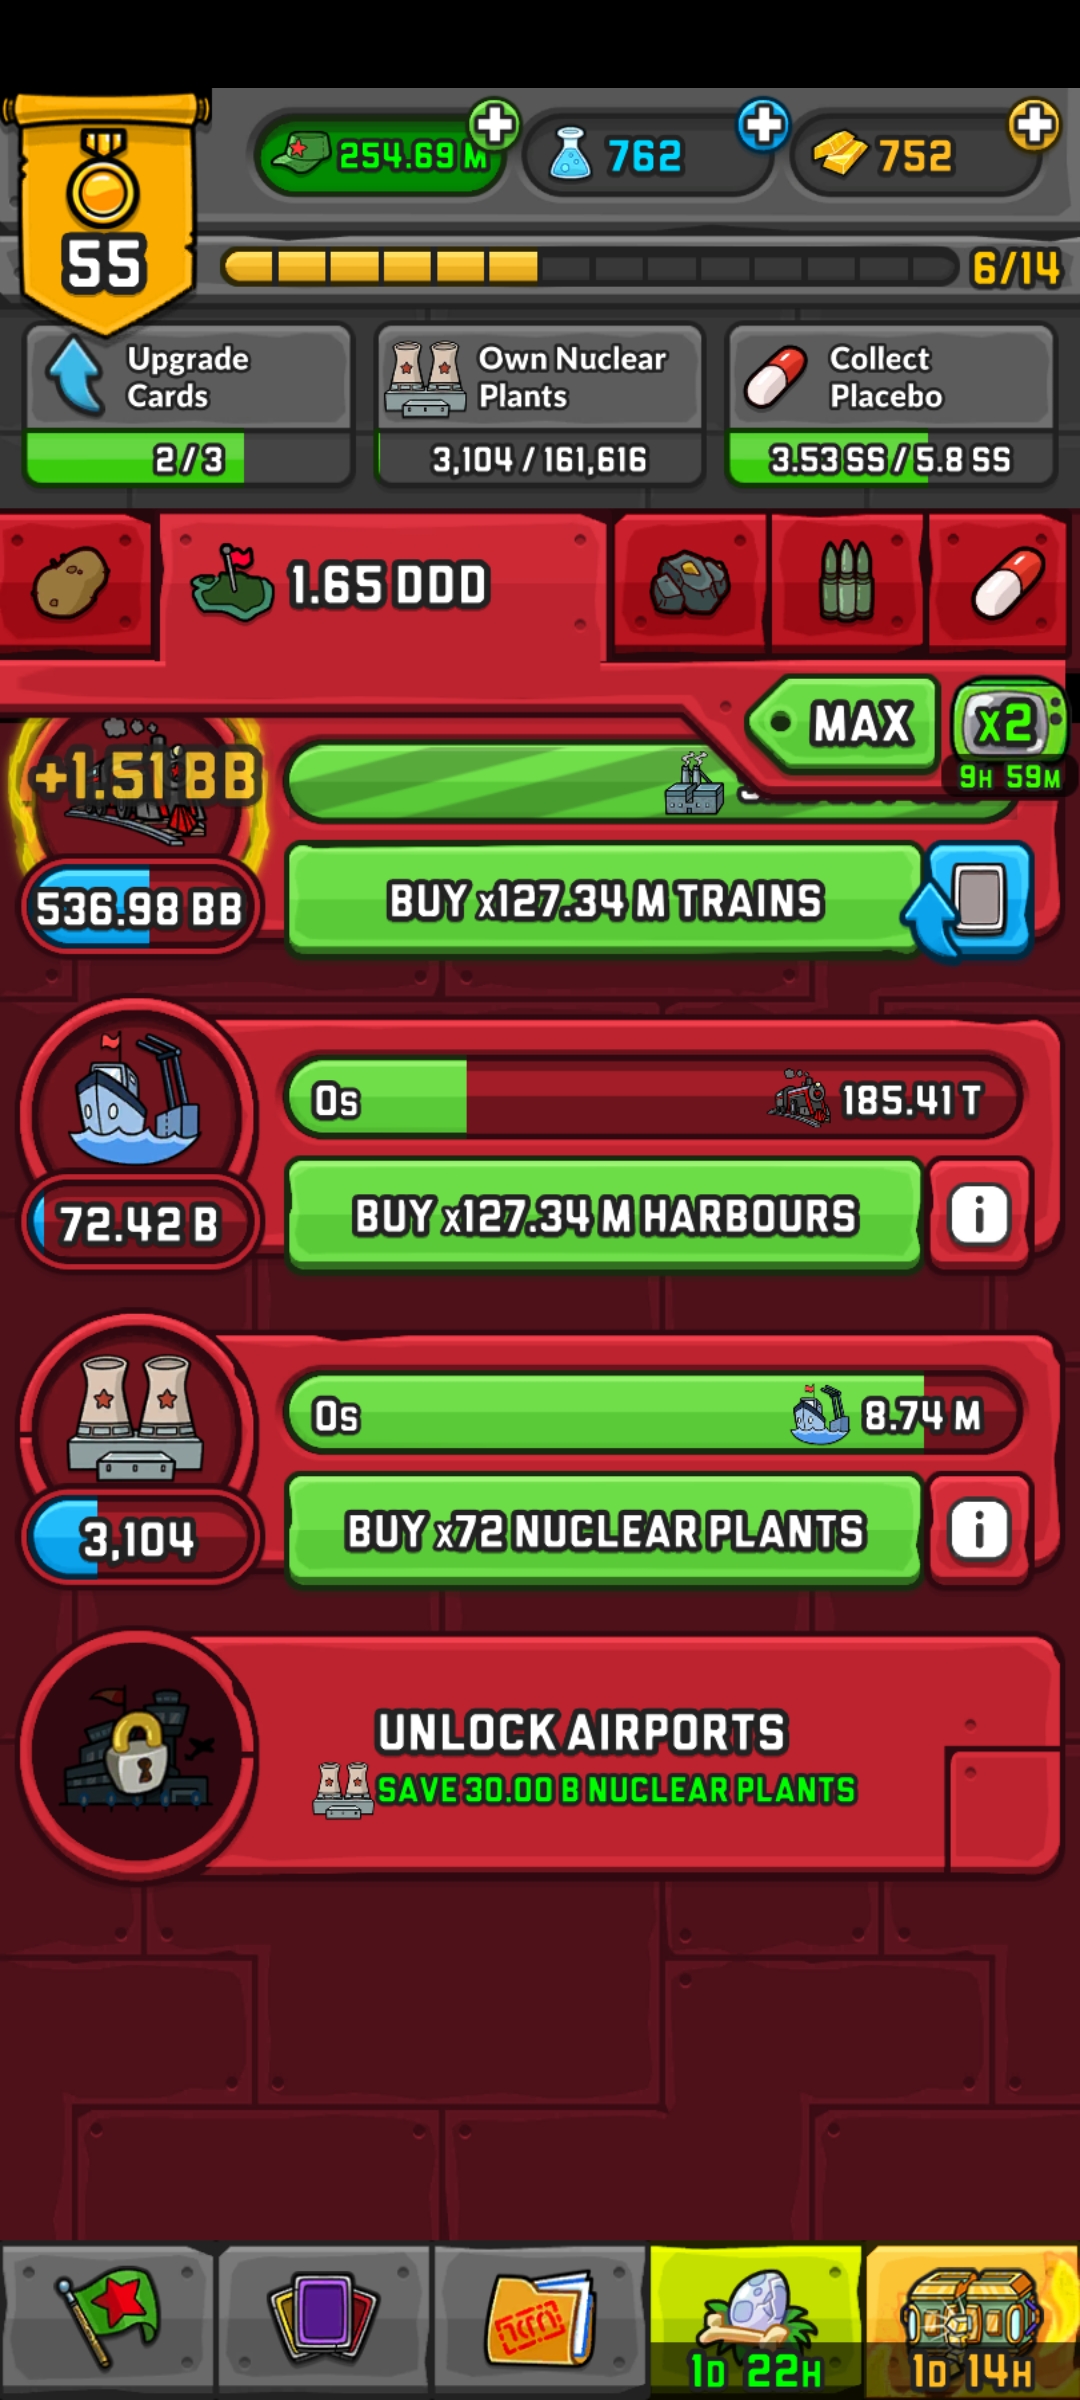 55
254.69 M
762
752
6/14
Upgrade
Cards
2/3
Own Nuclear
Plants
3,104 / 161,616
Collect
Placebo
3.53 SS / 5.8 SS
1.65 DDD
MAX
x2
9H 59M
+1.51 BB
536.98 BB
BUY x127.34 M TRAINS
0s
185.41 T
72.42 B
BUY x127.34 M HARBOURS
i
0s
8.74 M
3,104
BUY x72 NUCLEAR PLANTS
i
UNLOCK AIRPORTS
SAVE 30.00 B NUCLEAR PLANTS
1D 22H
1D 14H